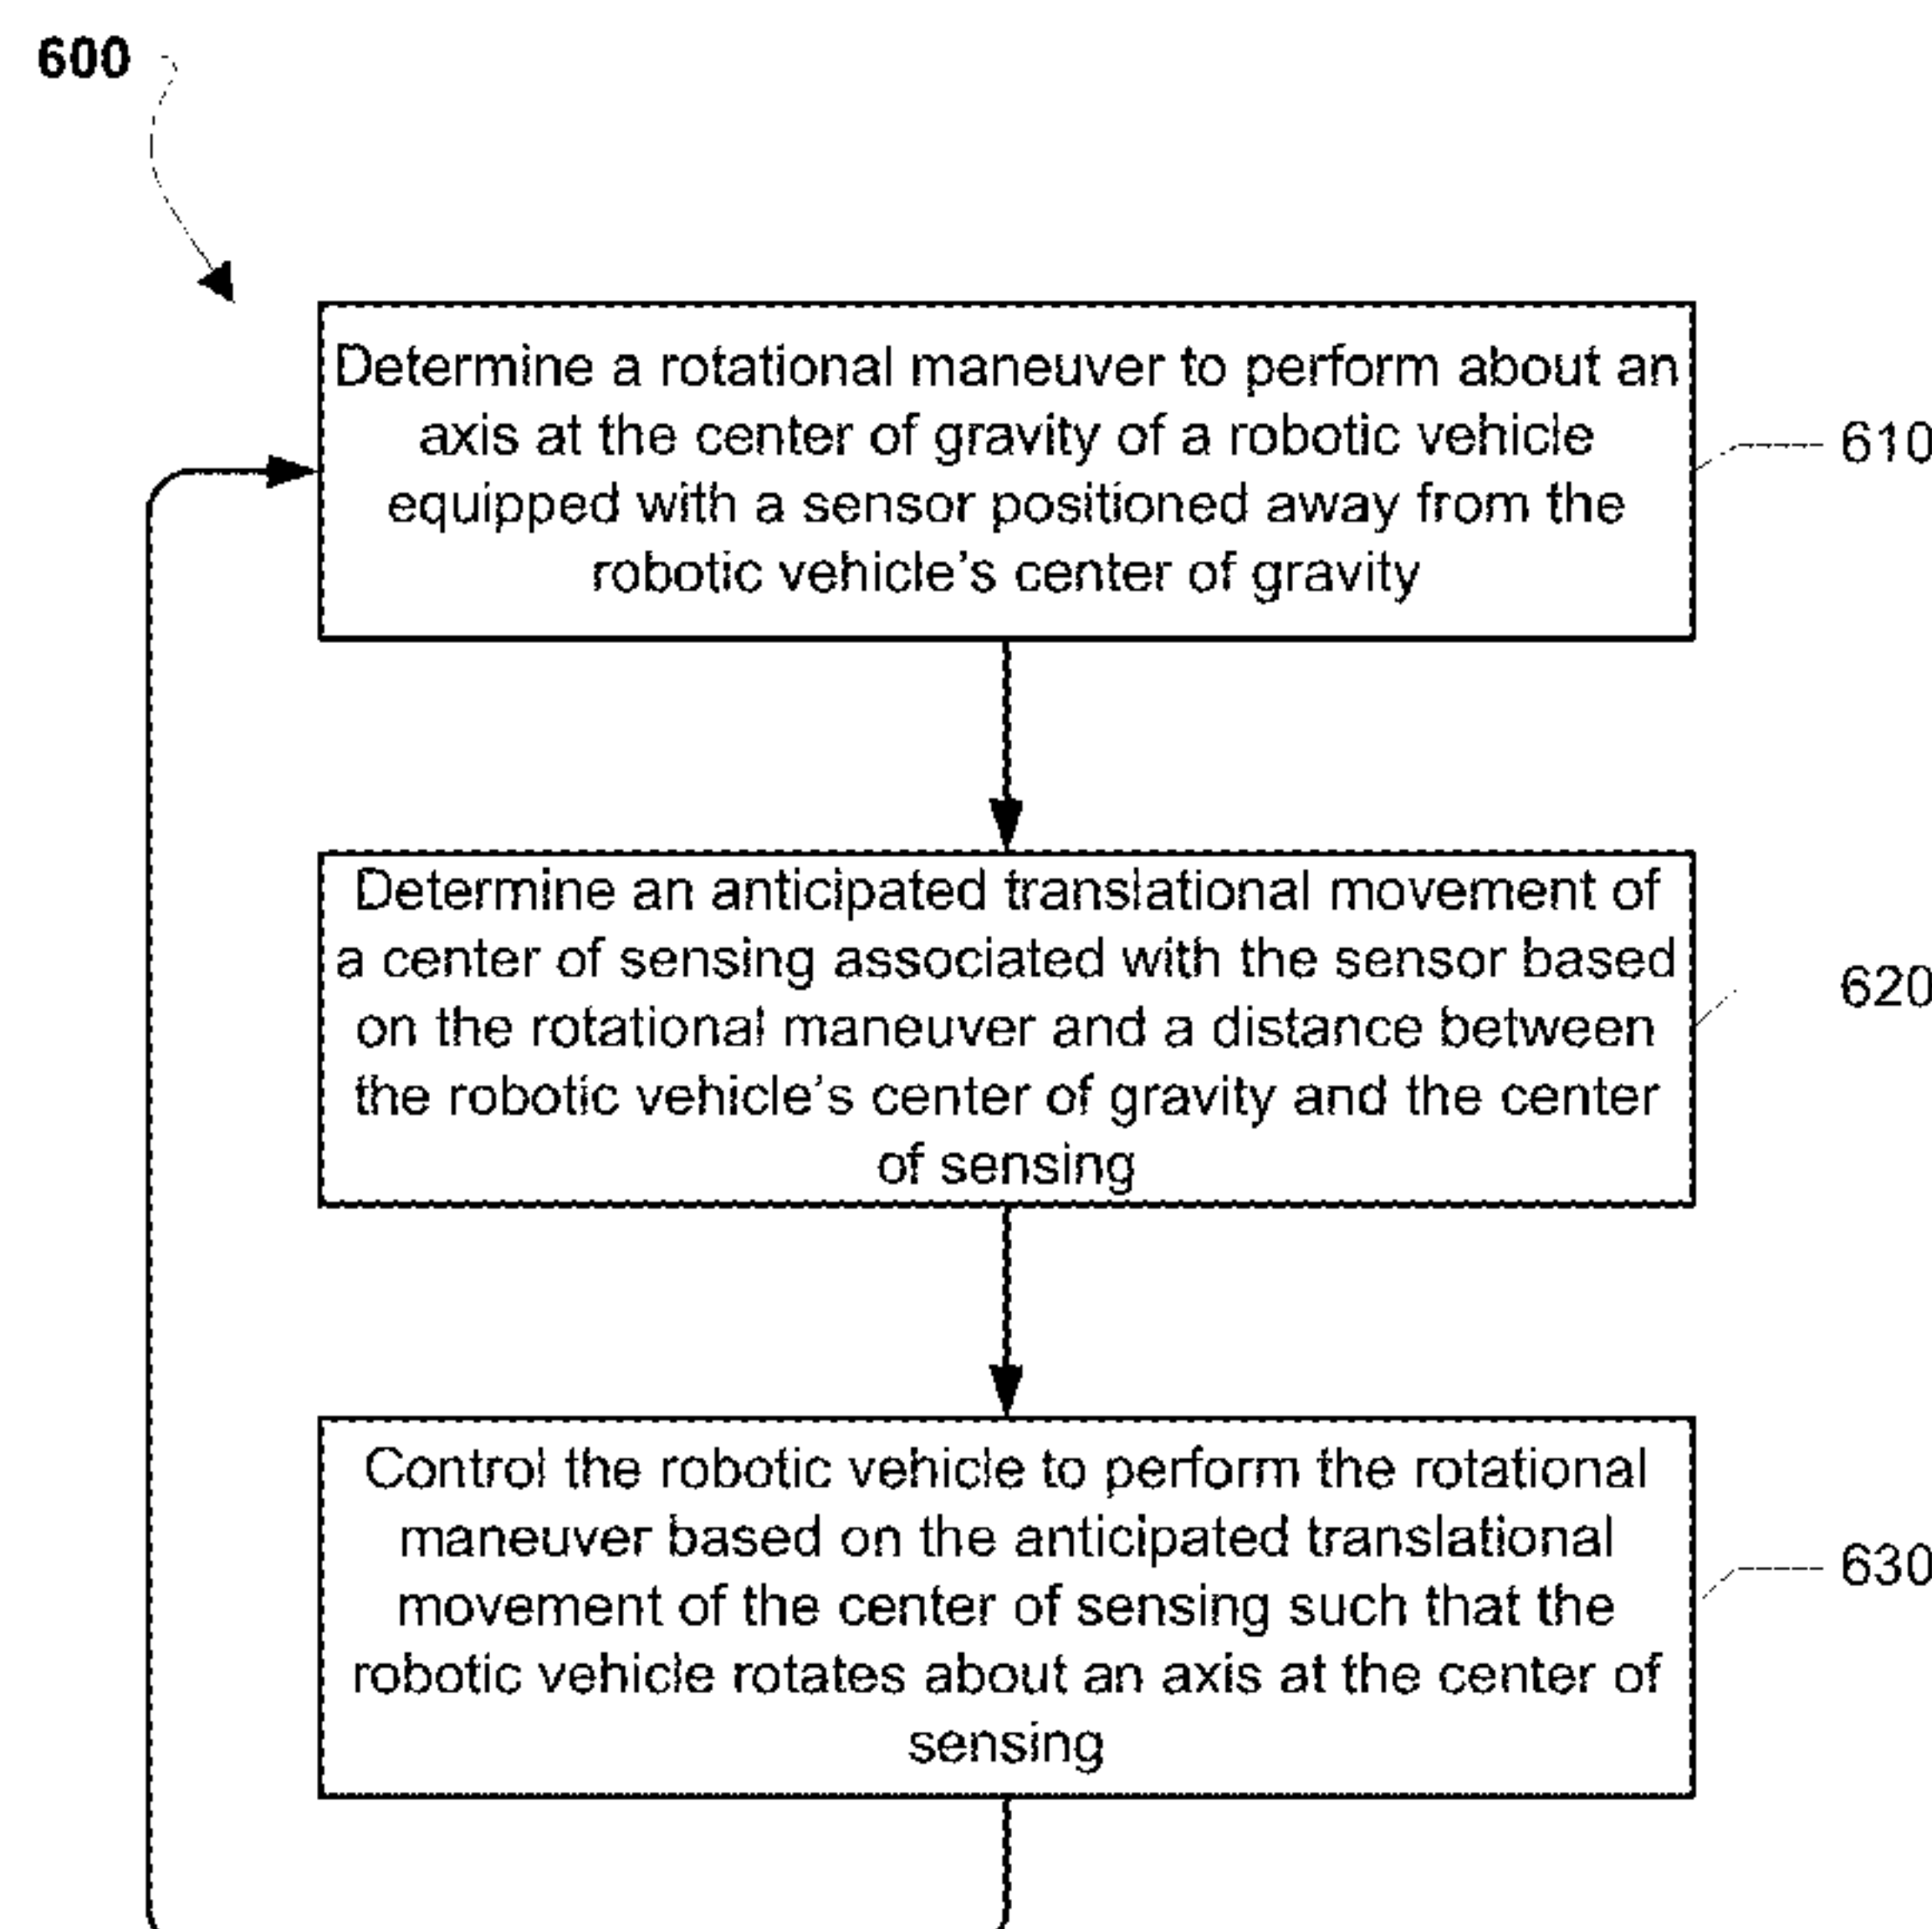 600
Determine a rotational maneuver to perform about an
axis at the center of gravity of a robotic vehicle
equipped with a sensor positioned away from the
robotic vehicle's center of gravity
610
Determine an anticipated translational movement of
a center of sensing associated with the sensor based
on the rotational maneuver and a distance between
the robotic vehicle's center of gravity and the center
of sensing
620
Control the robotic vehicle to perform the rotational
maneuver based on the anticipated translational
movement of the center of sensing such that the
robotic vehicle rotates about an axis at the center of
sensing
630